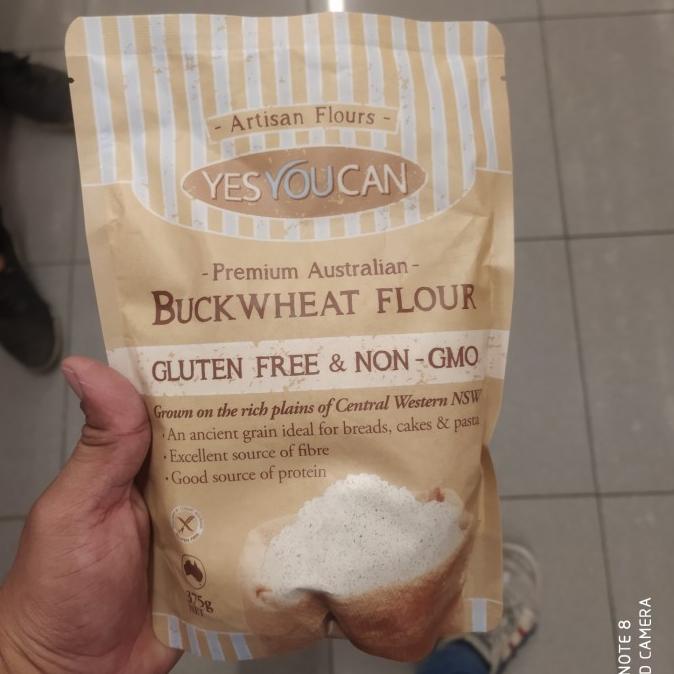 - Artisan Flours -
YES YOU CAN
- Premium Australian -
BUCKWHEAT FLOUR
GLUTEN FREE & NON-GMO
Grown on the rich plains of Central Western NSW
· An ancient grain ideal for breads, cakes & pasta
· Excellent source of fibre
· Good source of protein
375g
NET
NOTE 8
D CAMERA